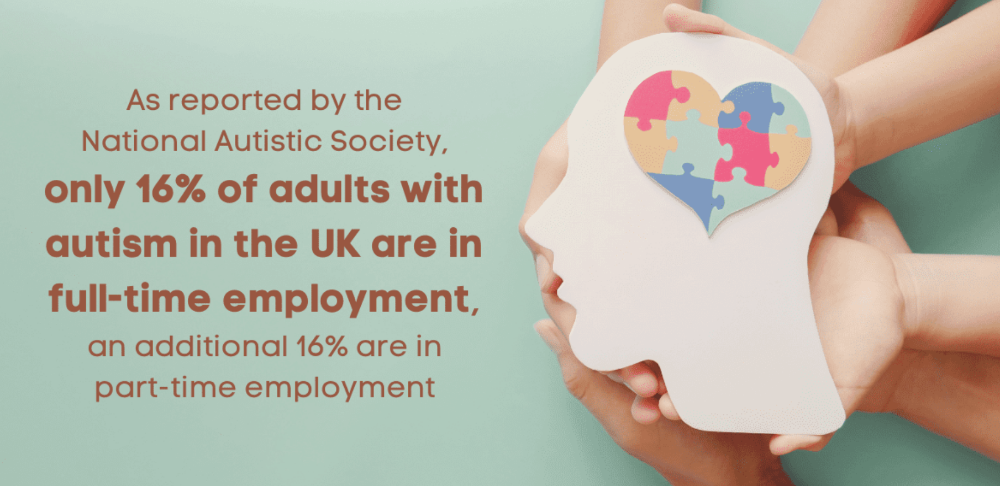 As reported by the
National Autistic Society,
only 16% of adults with
autism in the UK are in
full-time employment,
an additional 16% are in
part-time employment